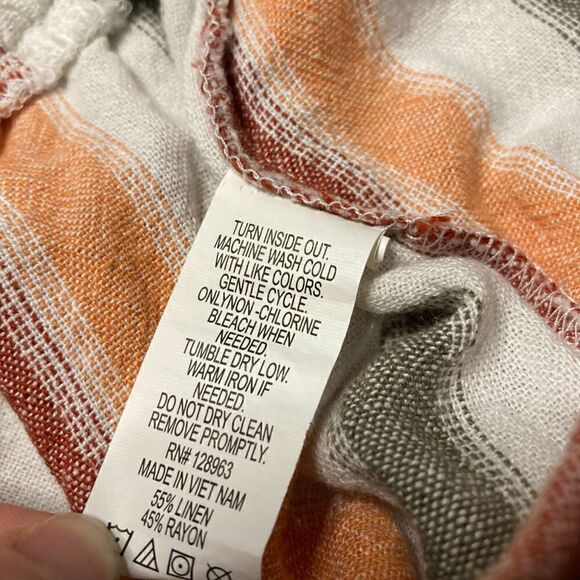 TURN INSIDE OUT.
MACHINE WASH COLD
WITH LIKE COLORS.
GENTLE CYCLE.
ONLYNON -CHLORINE
BLEACH WHEN
NEEDED.
TUMBLE DRY LOW.
WARM IRON IF
NEEDED.
DO NOT DRY CLEAN
REMOVE PROMPTLY.
RN# 128963
MADE IN VIET NAM
55% LINEN
45% RAYON